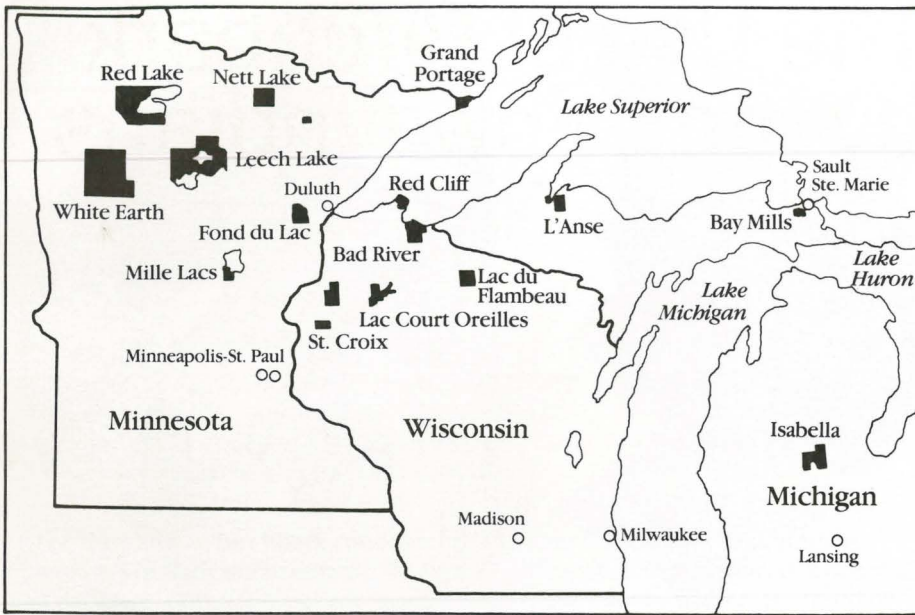 Grand
Portage
Red Lake
Nett Lake
Lake Superior
Leech Lake
Sault
Ste. Marie
Duluth
Red Cliff
White Earth
L'Anse
Bay Mills
Fond du Lac
Bad River
Mille Lacs
Lac du
Flambeau
Lake
Huron
Lake
Michigan
Lac Court Oreilles
St. Croix
Minneapolis-St. Paul
Minnesota
Wisconsin
Isabella
Michigan
Madison
Milwaukee
Lansing